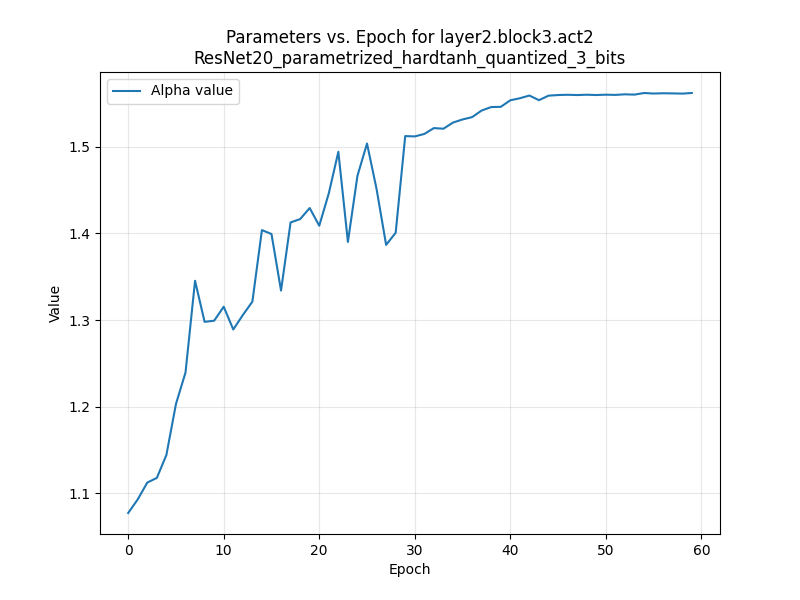 Parameters vs. Epoch for layer2.block3.act2
ResNet20_parametrized_hardtanh_quantized_3_bits
Alpha value
1.5
1.4
1.3
1.2
1.1
Value
0 10 20 30 40 50 60
Epoch